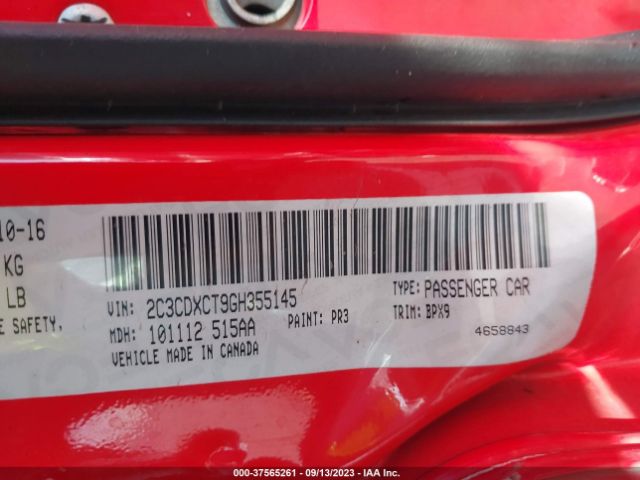 10-16
KG
LB
E SAFETY,
VIN: 2C3CDXCT9GH355145
TYPE: PASSENGER CAR
MDH: 101112 515AA
PAINT: PR3
TRIM: BPX9
VEHICLE MADE IN CANADA
4658843
000-37565261 - 09/13/2023 - IAA Inc.